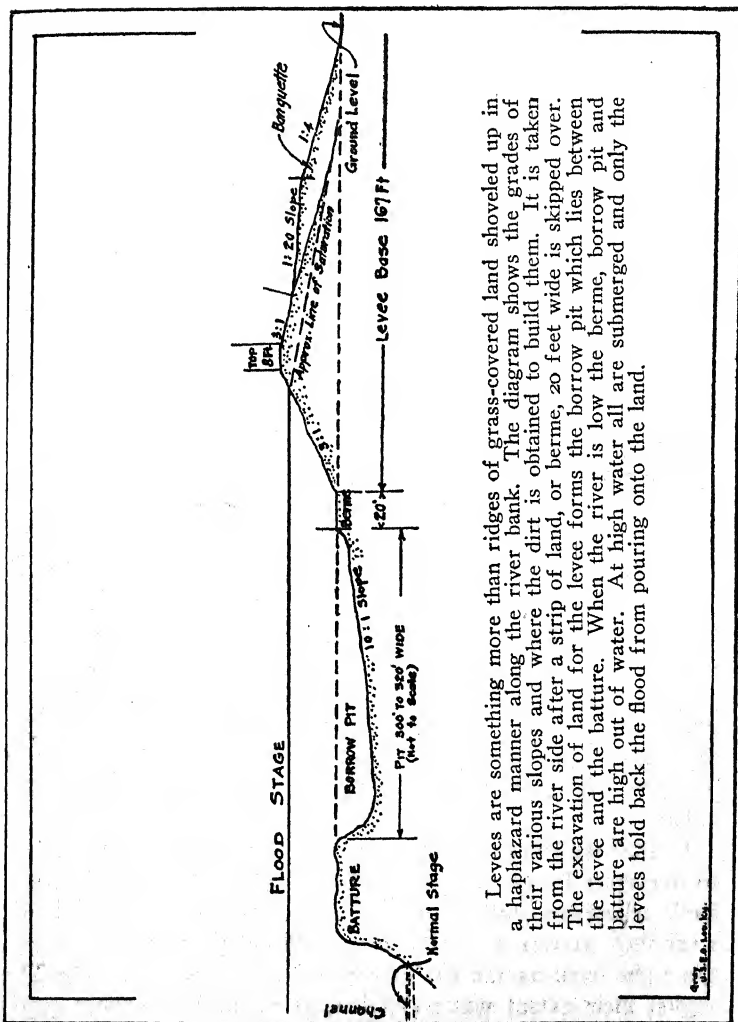 FLOOD STAGE
TOP
8 Ft.
3:1
1:20 Slope
Banquette
1:4
Approx. Line of Saturation
Ground Level
3:1
Levee Base 167 Ft
BERME
<20'>
10:1 Slope
BORROW PIT
PIT 300' TO 320' WIDE
(Not to Scale)
BATTURE
Normal Stage
Channel
Levees are something more than ridges of grass-covered land shoveled up in
a haphazard manner along the river bank. The diagram shows the grades of
their various slopes and where the dirt is obtained to build them. It is taken
from the river side after a strip of land, or berme, 20 feet wide is skipped over.
The excavation of land for the levee forms the borrow pit which lies between
the levee and the batture. When the river is low the berme, borrow pit and
batture are high out of water. At high water all are submerged and only the
levees hold back the flood from pouring onto the land.